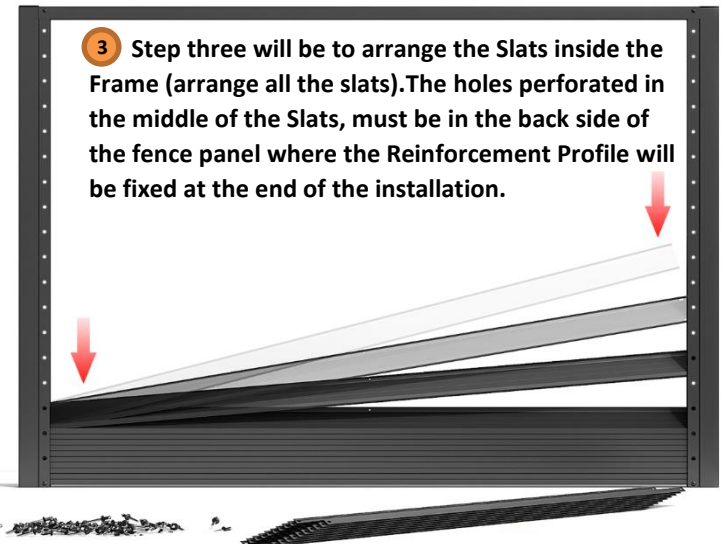 3 Step three will be to arrange the Slats inside the
Frame (arrange all the slats).The holes perforated in
the middle of the Slats, must be in the back side of
the fence panel where the Reinforcement Profile will
be fixed at the end of the installation.